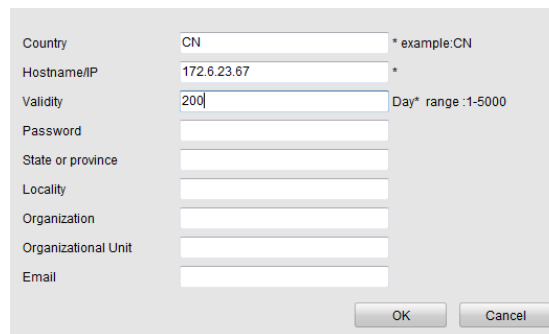 Country CN * example:CN
Hostname/IP 172.6.23.67 *
Validity 200 Day* range :1-5000
Password
State or province
Locality
Organization
Organizational Unit
Email
OK Cancel